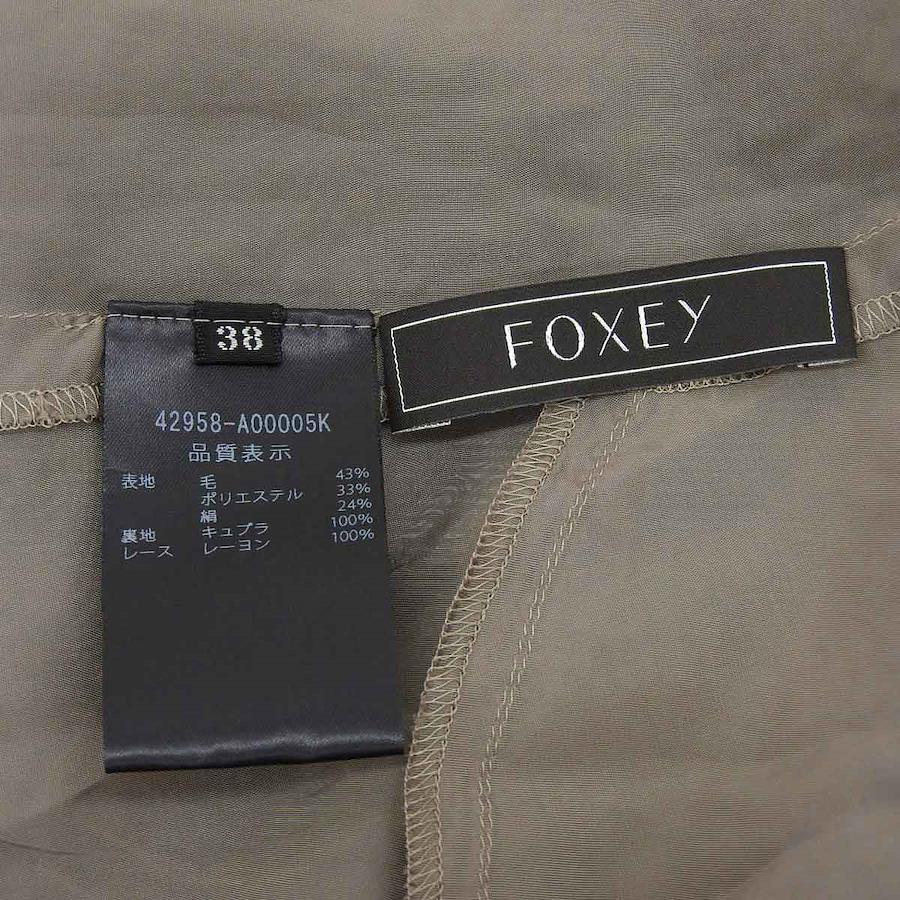 38
FOXEY
42958-A00005K
品質表示
表地 毛 43%
ポリエステル 33%
絹 24%
裏地 キュプラ 100%
レース レーヨン 100%